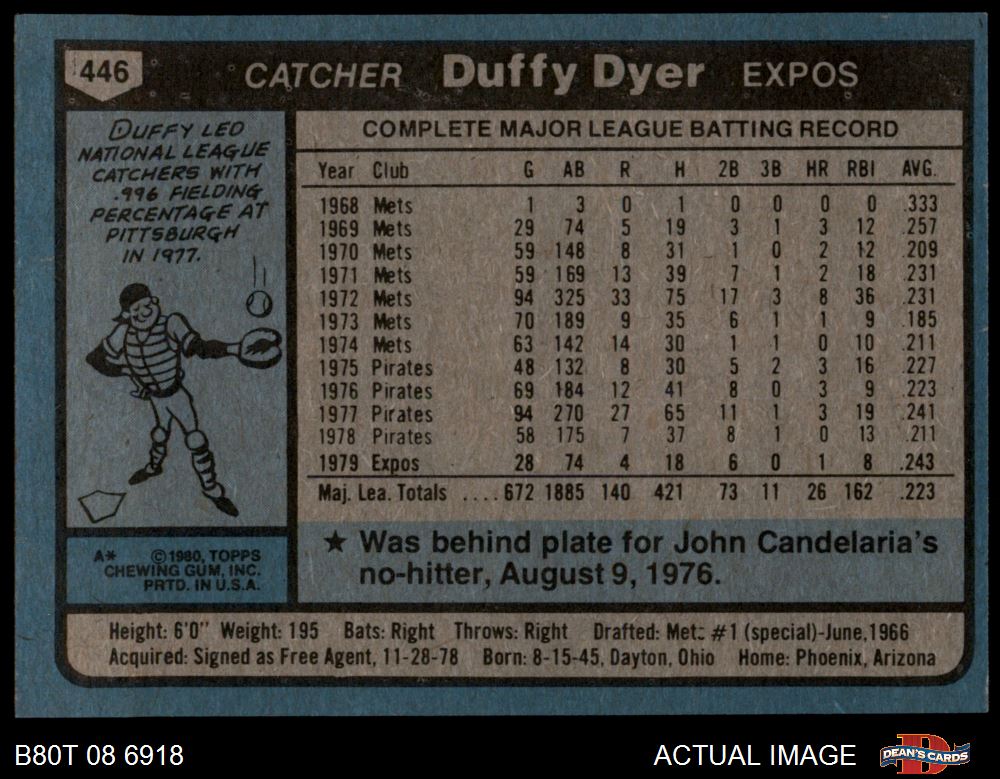 446
CATCHER Duffy Dyer EXPOS
DUFFY LED
NATIONAL LEAGUE
CATCHERS WITH
.996 FIELDING
PERCENTAGE AT
PITTSBURGH
IN 1977.
A* ©1980, TOPPS
CHEWING GUM, INC.
PRTD. IN U.S.A.
COMPLETE MAJOR LEAGUE BATTING RECORD
Year Club G AB R H 2B 3B HR RBI AVG.
1968 Mets 1 3 0 1 0 0 0 0 .333
1969 Mets 29 74 5 19 3 1 3 12 .257
1970 Mets 59 148 8 31 1 0 2 12 .209
1971 Mets 59 169 13 39 7 1 2 18 .231
1972 Mets 94 325 33 75 17 3 8 36 .231
1973 Mets 70 189 9 35 6 1 1 9 .185
1974 Mets 63 142 14 30 1 1 0 10 .211
1975 Pirates 48 132 8 30 5 2 3 16 .227
1976 Pirates 69 184 12 41 8 0 3 9 .223
1977 Pirates 94 270 27 65 11 1 3 19 .241
1978 Pirates 58 175 7 37 8 1 0 13 .211
1979 Expos 28 74 4 18 6 0 1 8 .243
Maj. Lea. Totals ....672 1885 140 421 73 11 26 162 .223
★ Was behind plate for John Candelaria's
no-hitter, August 9, 1976.
Height: 6'0" Weight: 195 Bats: Right Throws: Right Drafted: Mets #1 (special)-June,1966
Acquired: Signed as Free Agent, 11-28-78 Born: 8-15-45, Dayton, Ohio Home: Phoenix, Arizona
B80T 08 6918 ACTUAL IMAGE DEAN'S CARDS